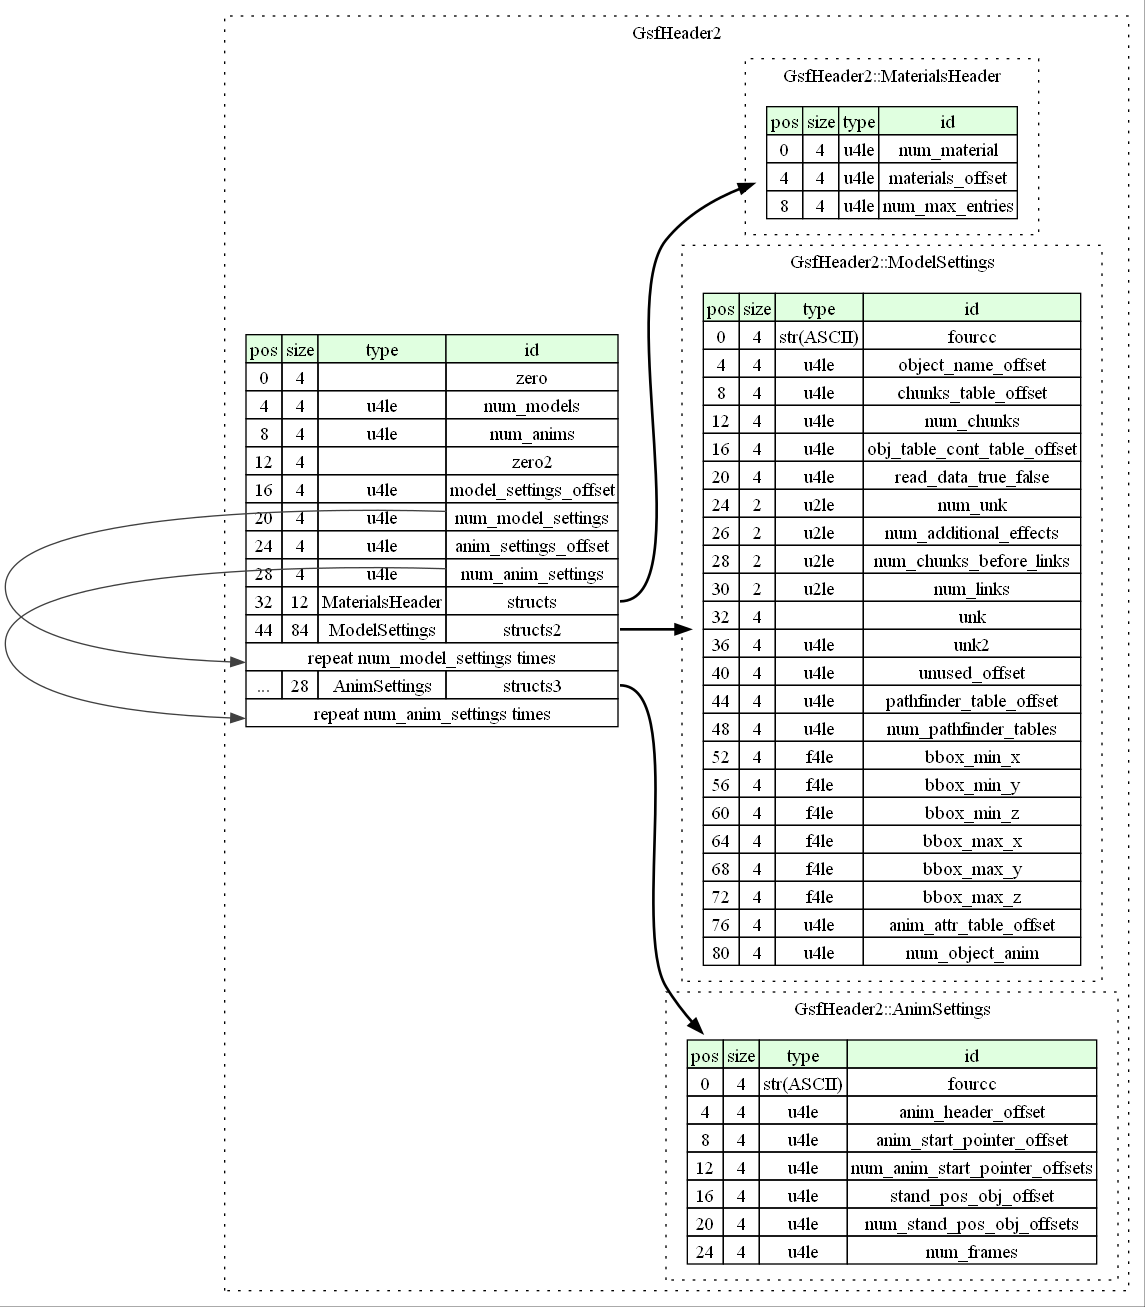 GsfHeader2
GsfHeader2::MaterialsHeader
pos size type id
0 4 u4le num_material
4 4 u4le materials_offset
8 4 u4le num_max_entries
GsfHeader2::ModelSettings
pos size type id
0 4 str(ASCII) fourcc
4 4 u4le object_name_offset
8 4 u4le chunks_table_offset
12 4 u4le num_chunks
16 4 u4le obj_table_cont_table_offset
20 4 u4le read_data_true_false
24 2 u2le num_unk
26 2 u2le num_additional_effects
28 2 u2le num_chunks_before_links
30 2 u2le num_links
32 4 unk
36 4 u4le unk2
40 4 u4le unused_offset
44 4 u4le pathfinder_table_offset
48 4 u4le num_pathfinder_tables
52 4 f4le bbox_min_x
56 4 f4le bbox_min_y
60 4 f4le bbox_min_z
64 4 f4le bbox_max_x
68 4 f4le bbox_max_y
72 4 f4le bbox_max_z
76 4 u4le anim_attr_table_offset
80 4 u4le num_object_anim
pos size type id
0 4 zero
4 4 u4le num_models
8 4 u4le num_anims
12 4 zero2
16 4 u4le model_settings_offset
20 4 u4le num_model_settings
24 4 u4le anim_settings_offset
28 4 u4le num_anim_settings
32 12 MaterialsHeader structs
44 84 ModelSettings structs2
repeat num_model_settings times
... 28 AnimSettings structs3
repeat num_anim_settings times
GsfHeader2::AnimSettings
pos size type id
0 4 str(ASCII) fourcc
4 4 u4le anim_header_offset
8 4 u4le anim_start_pointer_offset
12 4 u4le num_anim_start_pointer_offsets
16 4 u4le stand_pos_obj_offset
20 4 u4le num_stand_pos_obj_offsets
24 4 u4le num_frames